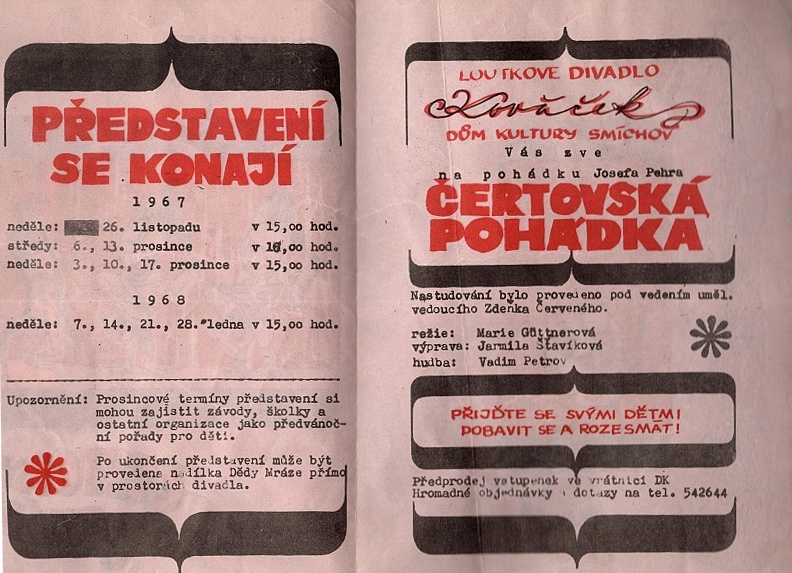 PŘEDSTAVENÍ
SE KONAJÍ
1967
neděle: 26. listopadu v 15,oo hod.
středy: 6., 13. prosince v ,oo hod.
neděle: 3., 10., 17. prosince v 15,oo hod.
1968
neděle: 7., 14., 21., 28. ledna v 15,oo hod.
Upozornění: Prosincové termíny představení si
mohou zajistit závody, školky a
ostatní organizace jako předvánoč-
ní pořady pro děti.
Po ukončení představení může být
provedena nadílka Dědy Mráze přímo
v prostorách divadla.
LOUTKOVÉ DIVADLO
Kováček
DŮM KULTURY SMÍCHOV
Vás zve
na pohádku Josefa Pehra
ČERTOVSKÁ
POHÁDKA
Nastudování bylo provedeno pod vedením uměl.
vedoucího Zdeňka Červeného.
režie: Marie Güttnerová
výprava: Jarmila Šťavíková
hudba: Vadim Petrov
PŘIJĎTE SE SVÝMI DĚTMI
POBAVIT SE A ROZESMÁT!
Předprodej vstupenek ve vrátnici DK
Hromadné objednávky a dotazy na tel. 542644